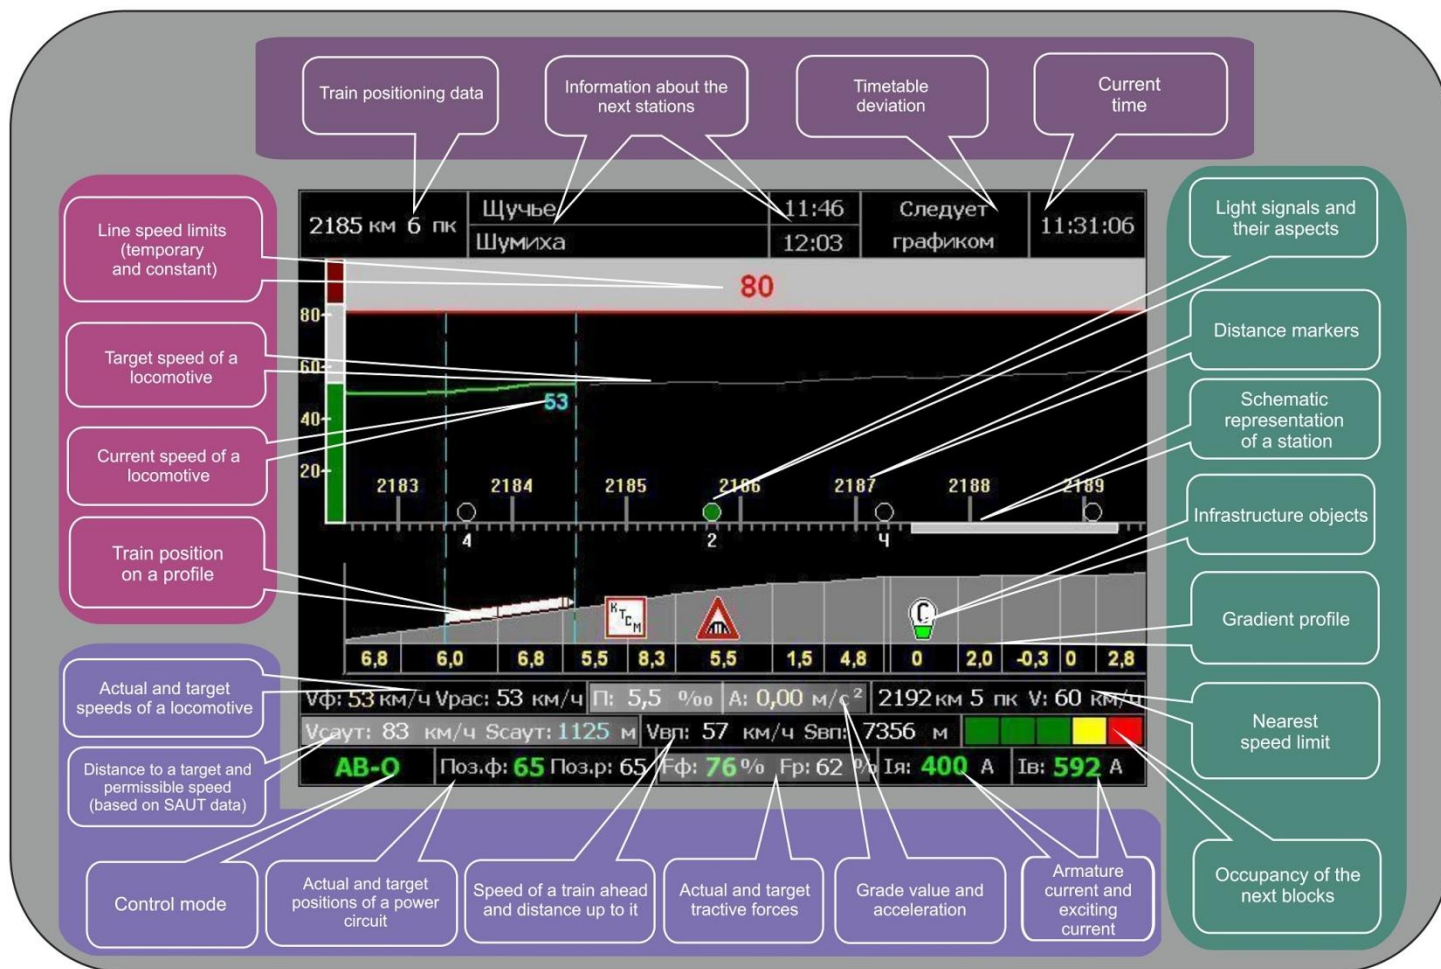 Train positioning data
Information about the
next stations
Timetable
deviation
Current
time
Line speed limits
(temporary
and constant)
Target speed of a
locomotive
Current speed of a
locomotive
Train position
on a profile
2185 км 6 пк
Щучье
11:46
Шумиха
12:03
Следует
графиком
11:31:06
80
80
60
40
20
53
2183
2184
2185
2186
2187
2188
2189
4
2
Ч
К
Т
С
М
С
6,8
6,0
6,8
5,5
8,3
5,5
1,5
4,8
0
2,0
-0,3
0
2,8
Vф: 53 км/ч Vрас: 53 км/ч
П: 5,5 ‰
А: 0,00 м/с²
2192 км 5 пк V: 60 км/ч
Vсаут: 83 км/ч Sсаут: 1125 м
Vвп: 57 км/ч Sвп: 7356 м
АВ-О
Поз.ф: 65 Поз.р: 65
Fф: 76 % Fр: 62 %
Iя: 400 А
Iв: 592 А
Light signals and
their aspects
Distance markers
Schematic
representation
of a station
Infrastructure objects
Gradient profile
Nearest
speed limit
Occupancy of the
next blocks
Actual and target
speeds of a locomotive
Distance to a target and
permissible speed
(based on SAUT data)
Control mode
Actual and target
positions of a power
circuit
Speed of a train ahead
and distance up to it
Actual and target
tractive forces
Grade value and
acceleration
Armature
current and
exciting
current